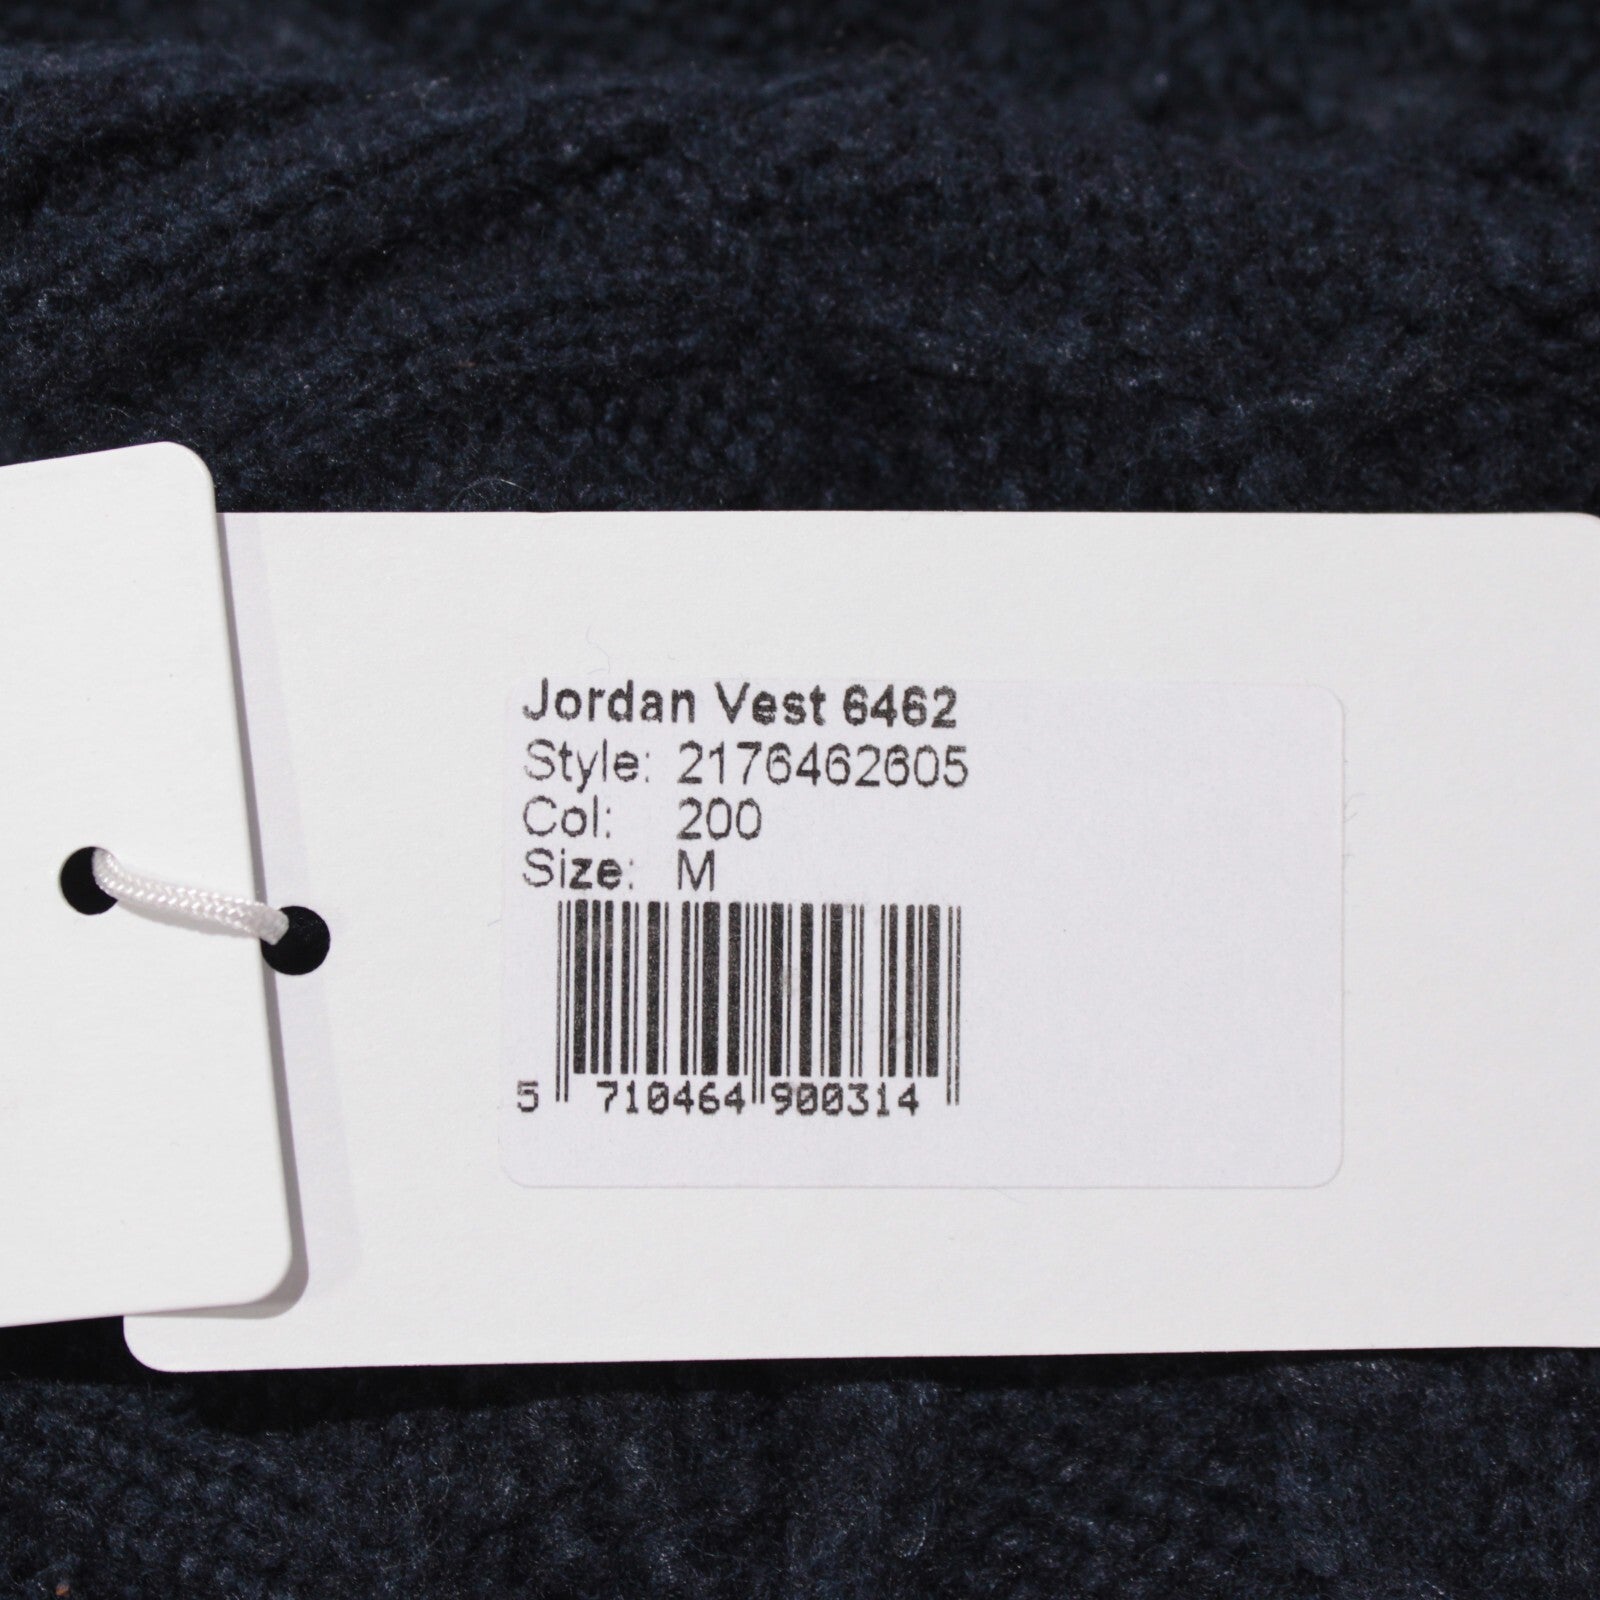 Jordan Vest 6462
Style: 2176462605
Col: 200
Size: M
5 710464 900314